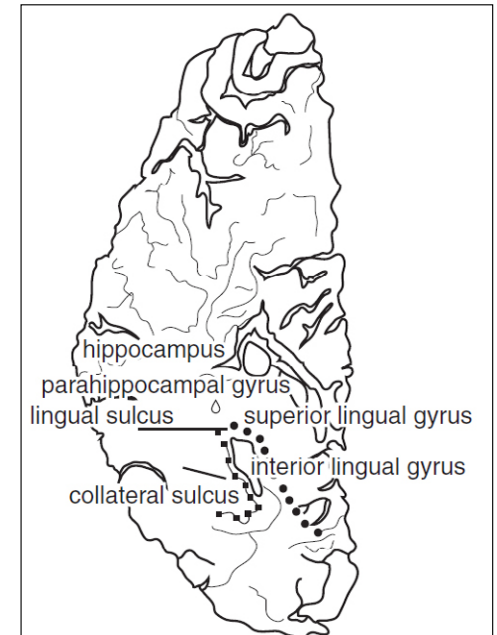 hippocampus
parahippocampal gyrus
lingual sulcus
superior lingual gyrus
interior lingual gyrus
collateral sulcus